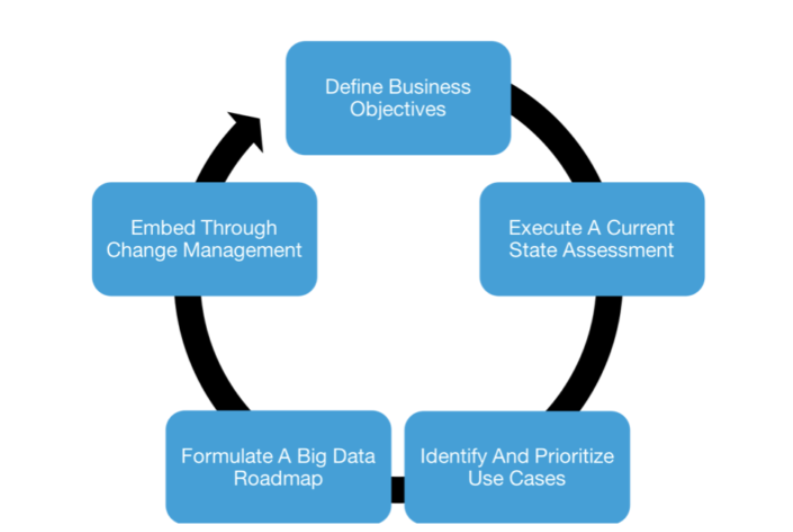 Define Business
Objectives
Execute A Current
State Assessment
Identify And Prioritize
Use Cases
Formulate A Big Data
Roadmap
Embed Through
Change Management